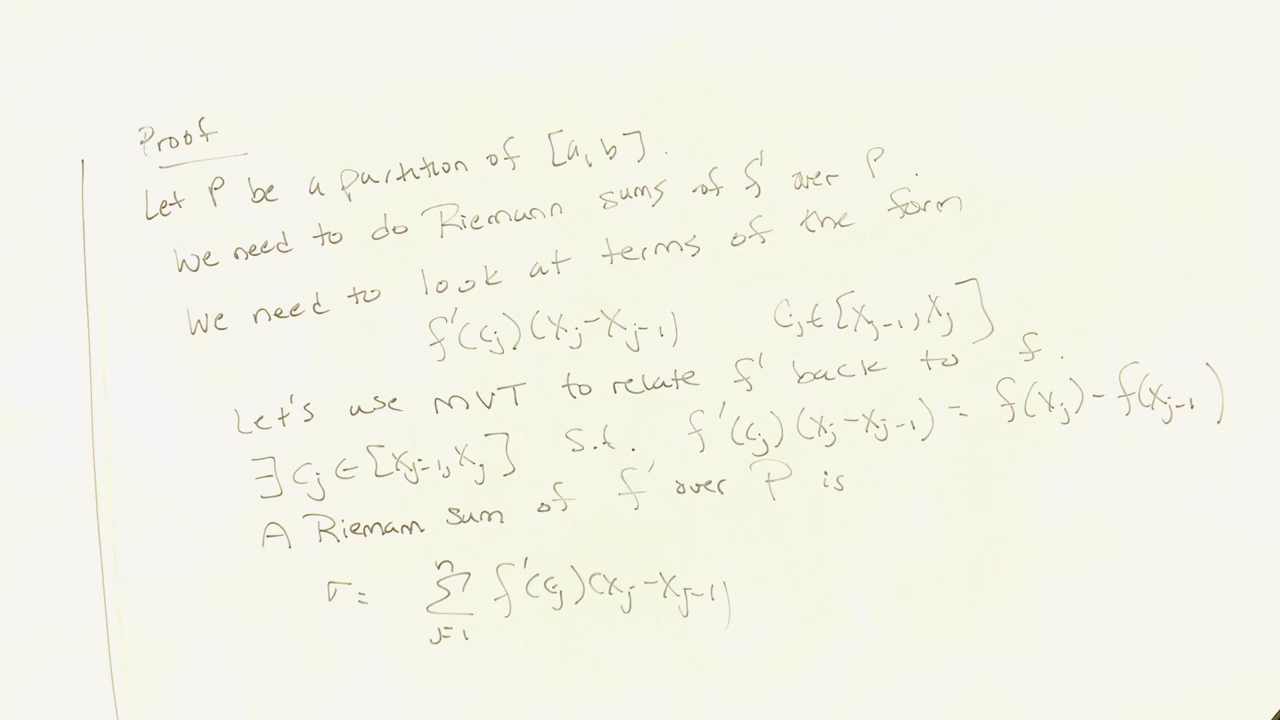 Proof
Let P be a partition of [a, b].
We need to do Riemann sums of f' over P.
We need to look at terms of the form
f'(cⱼ)(xⱼ-xⱼ₋₁) cⱼ∈[xⱼ₋₁, xⱼ]
Let's use MVT to relate f' back to f.
∃ cⱼ ∈ [xⱼ₋₁, xⱼ] s.t. f'(cⱼ)(xⱼ-xⱼ₋₁) = f(xⱼ) - f(xⱼ₋₁)
A Riemann sum of f' over P is
σ = ∑ⱼ₌₁ⁿ f'(cⱼ)(xⱼ-xⱼ₋₁)